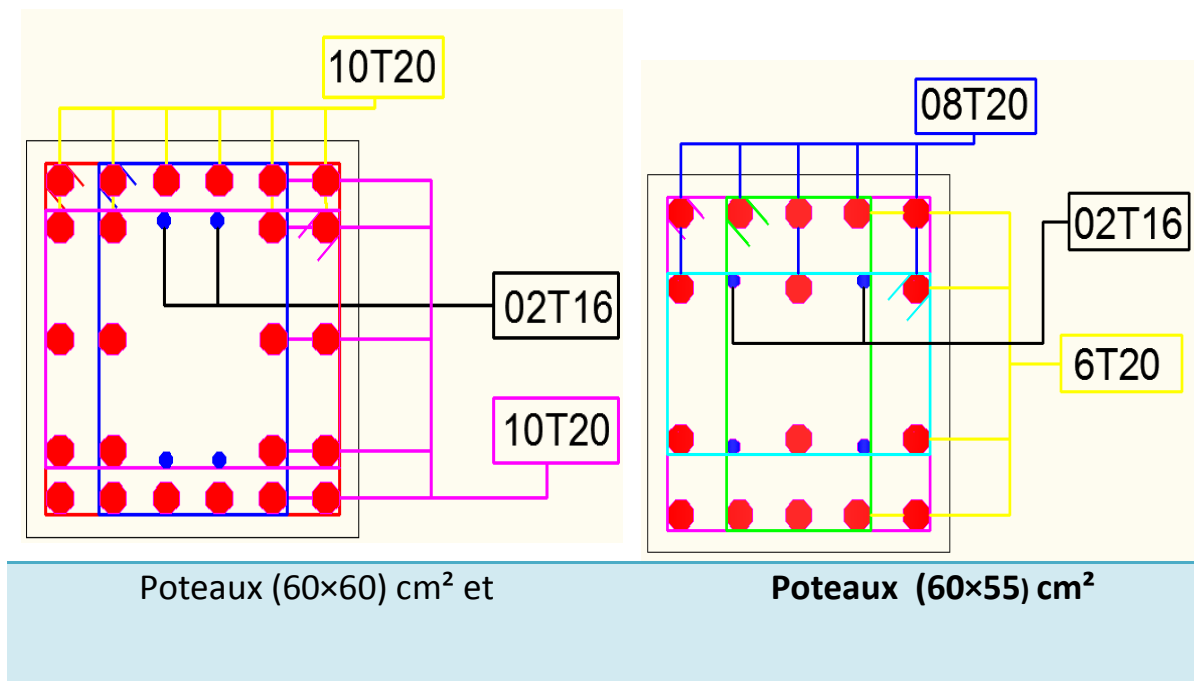 10T20
02T16
10T20
08T20
02T16
6T20
Poteaux (60×60) cm² et
Poteaux (60×55) cm²